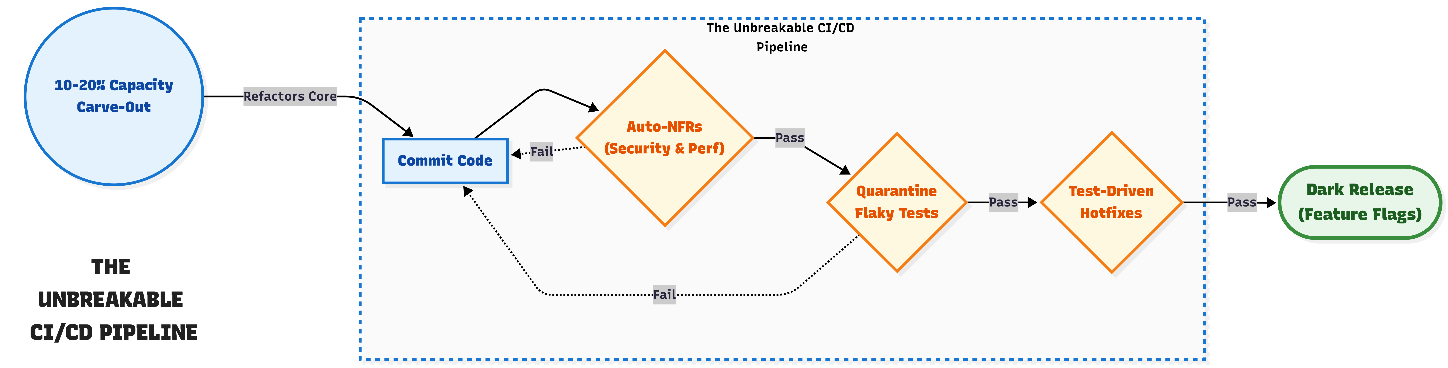 The Unbreakable CI/CD
Pipeline
10-20% Capacity
Carve-Out
Refactors Core
Commit Code
Auto-NFRs
(Security & Perf)
Fail
Pass
Quarantine
Flaky Tests
Pass
Test-Driven
Hotfixes
Pass
Dark Release
(Feature Flags)
Fail
THE
UNBREAKABLE
CI/CD PIPELINE